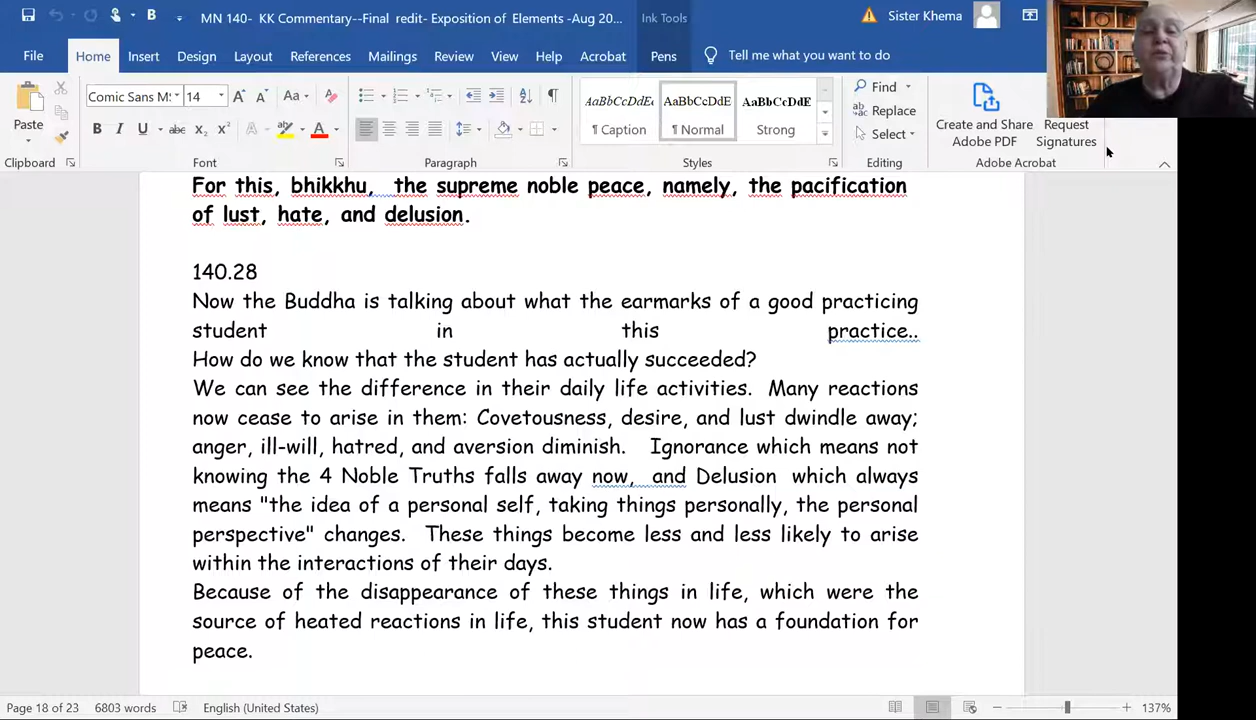 MN 140- KK Commentary--Final redit- Exposition of Elements -Aug 20...
Ink Tools
Sister Khema
File Home Insert Design Layout References Mailings Review View Help Acrobat Pens Tell me what you want to do
Paste
Clipboard
Comic Sans M 14
Aa
B I U abc X₂ X² A A
Font
Paragraph
AaBbCcDdEe AaBbCcDdE AaBbCcDdE
¶ Caption ¶ Normal Strong
Styles
Find
Replace
Select
Editing
Create and Share Adobe PDF
Request Signatures
Adobe Acrobat
For this, bhikkhu, the supreme noble peace, namely, the pacification
of lust, hate, and delusion.
140.28
Now the Buddha is talking about what the earmarks of a good practicing
student in this practice..
How do we know that the student has actually succeeded?
We can see the difference in their daily life activities. Many reactions
now cease to arise in them: Covetousness, desire, and lust dwindle away;
anger, ill-will, hatred, and aversion diminish. Ignorance which means not
knowing the 4 Noble Truths falls away now, and Delusion which always
means "the idea of a personal self, taking things personally, the personal
perspective" changes. These things become less and less likely to arise
within the interactions of their days.
Because of the disappearance of these things in life, which were the
source of heated reactions in life, this student now has a foundation for
peace.
Page 18 of 23 6803 words English (United States) 137%